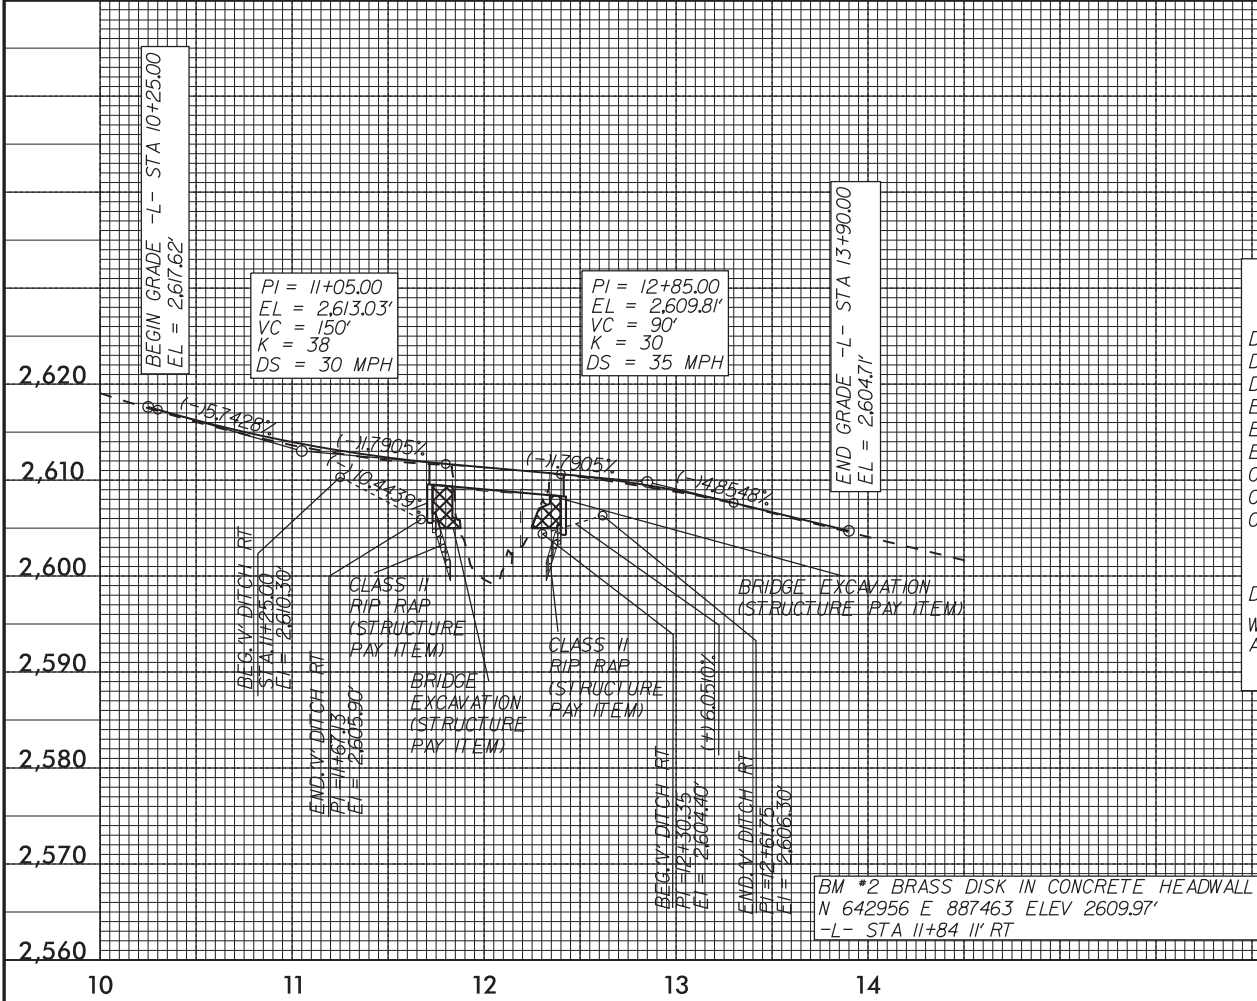 BEGIN GRADE -L- STA 10+25.00
EL = 2,617.62'
PI = 11+05.00
EL = 2,613.03'
VC = 150'
K = 38
DS = 30 MPH
PI = 12+85.00
EL = 2,609.81'
VC = 90'
K = 30
DS = 35 MPH
END GRADE -L- STA 13+90.00
EL = 2,604.71'
2,620
2,610
2,600
2,590
2,580
2,570
2,560
(-)5.7428%
(-)1.7905%
(-)1.7905%
(-)4.8548%
(-)10.4439%
BEG.'V' DITCH RT
STA.11+25.00
El = 2,610.30'
END.'V' DITCH RT
PI =11+67.13
El = 2,605.90'
CLASS II
RIP RAP
(STRUCTURE
PAY ITEM)
BRIDGE
EXCAVATION
(STRUCTURE
PAY ITEM)
CLASS II
RIP RAP
(STRUCTURE
PAY ITEM)
BRIDGE EXCAVATION
(STRUCTURE PAY ITEM)
(+)6.0510%
BEG.'V' DITCH RT
PI =12+30.35
El = 2,604.40'
END.'V' DITCH RT
PI =12+61.75
El = 2,606.30'
BM #2 BRASS DISK IN CONCRETE HEADWALL
N 642956 E 887463 ELEV 2609.97'
-L- STA 11+84 11' RT
10 11 12 13 14